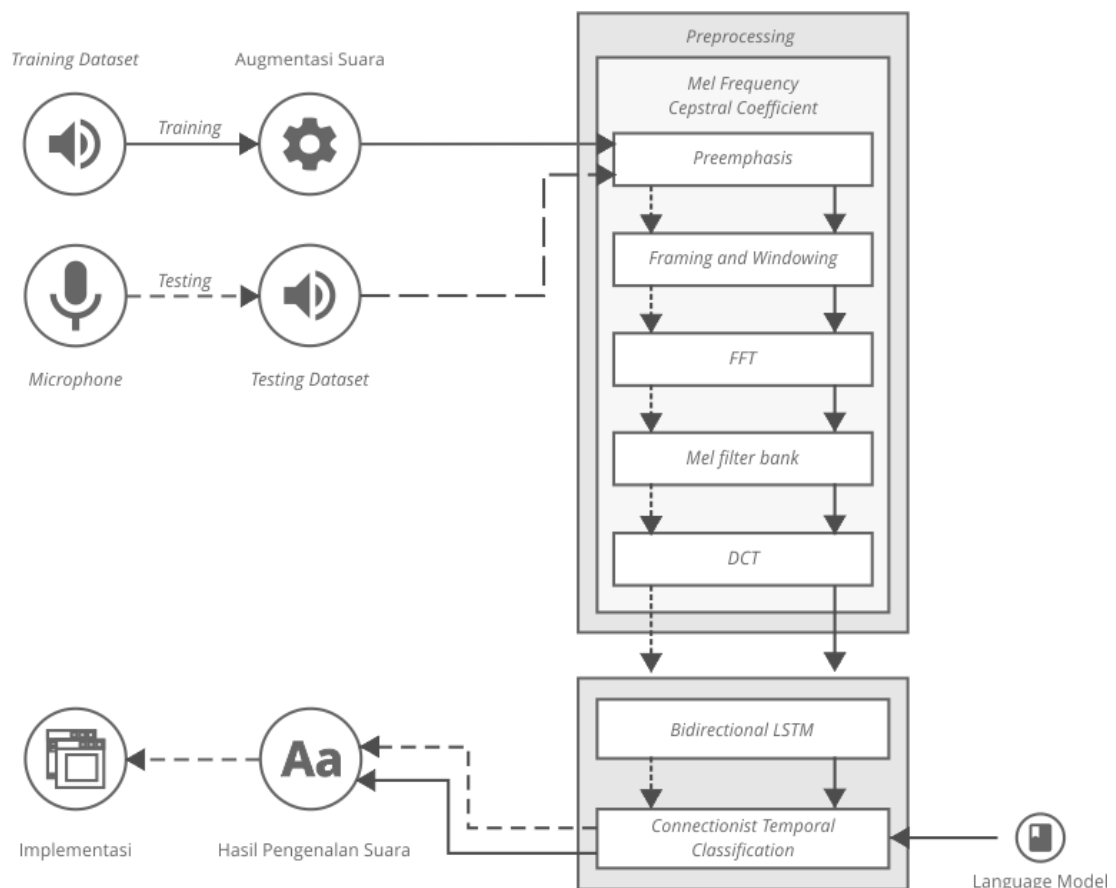 Preprocessing
Training Dataset
Augmentasi Suara
Mel Frequency
Cepstral Coefficient
Training
Preemphasis
Framing and Windowing
Testing
FFT
Microphone
Testing Dataset
Mel filter bank
DCT
Bidirectional LSTM
Aa
Connectionist Temporal
Classification
Implementasi
Hasil Pengenalan Suara
Language Model